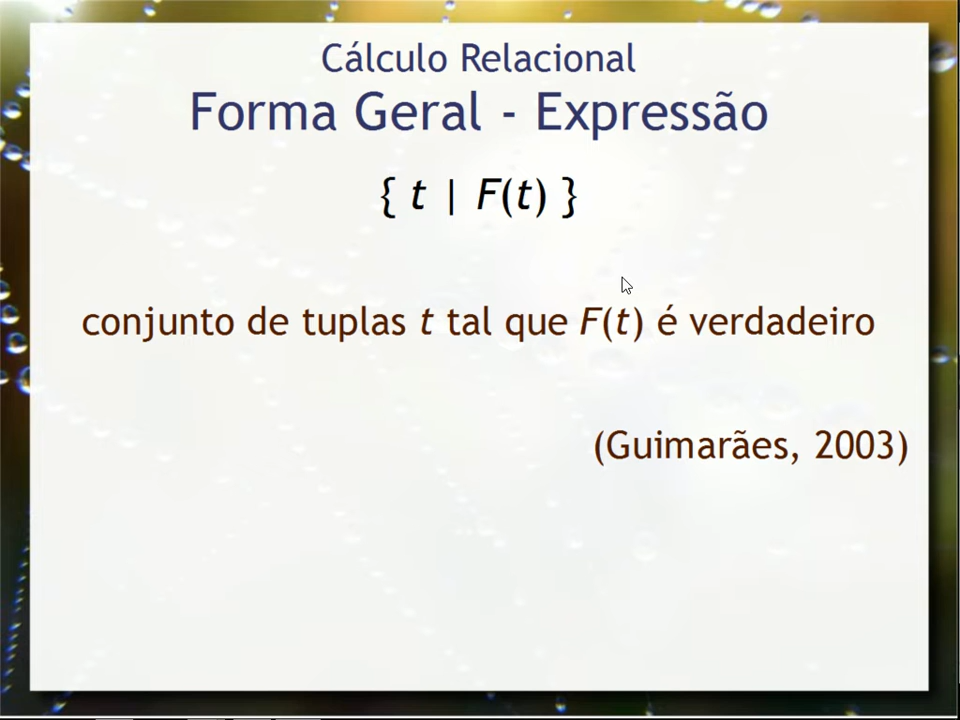 Cálculo Relacional
Forma Geral - Expressão
{ t | F(t) }
conjunto de tuplas t tal que F(t) é verdadeiro
(Guimarães, 2003)